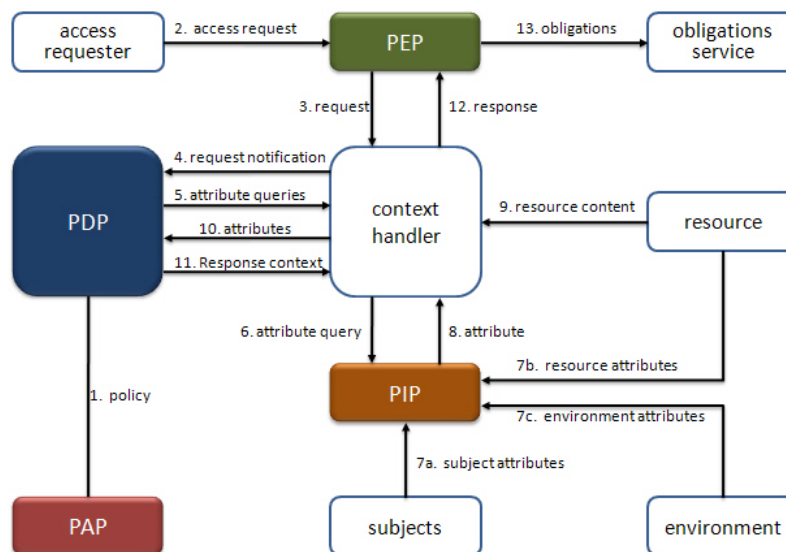 access
requester
2. access request
PEP
13. obligations
obligations
service
3. request
12. response
4. request notification
5. attribute queries
PDP
context
handler
10. attributes
11. Response context
9. resource content
resource
6. attribute query
8. attribute
7b. resource attributes
PIP
7c. environment attributes
1. policy
7a. subject attributes
PAP
subjects
environment